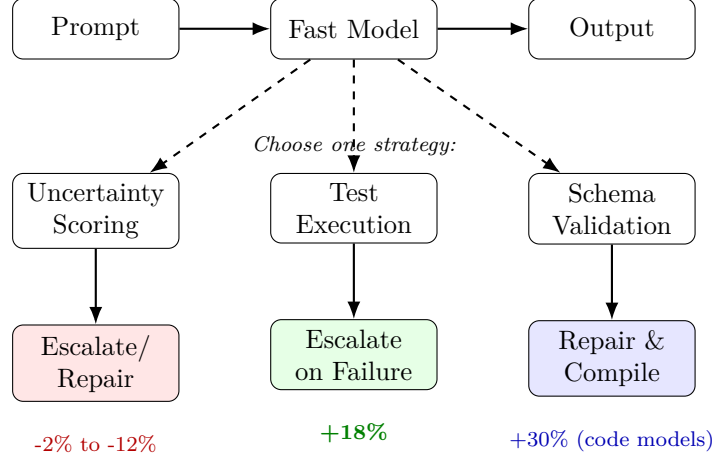 Prompt
Fast Model
Output
Choose one strategy:
Uncertainty
Scoring
Test
Execution
Schema
Validation
Escalate/
Repair
Escalate
on Failure
Repair &
Compile
-2% to -12%
+18%
+30% (code models)